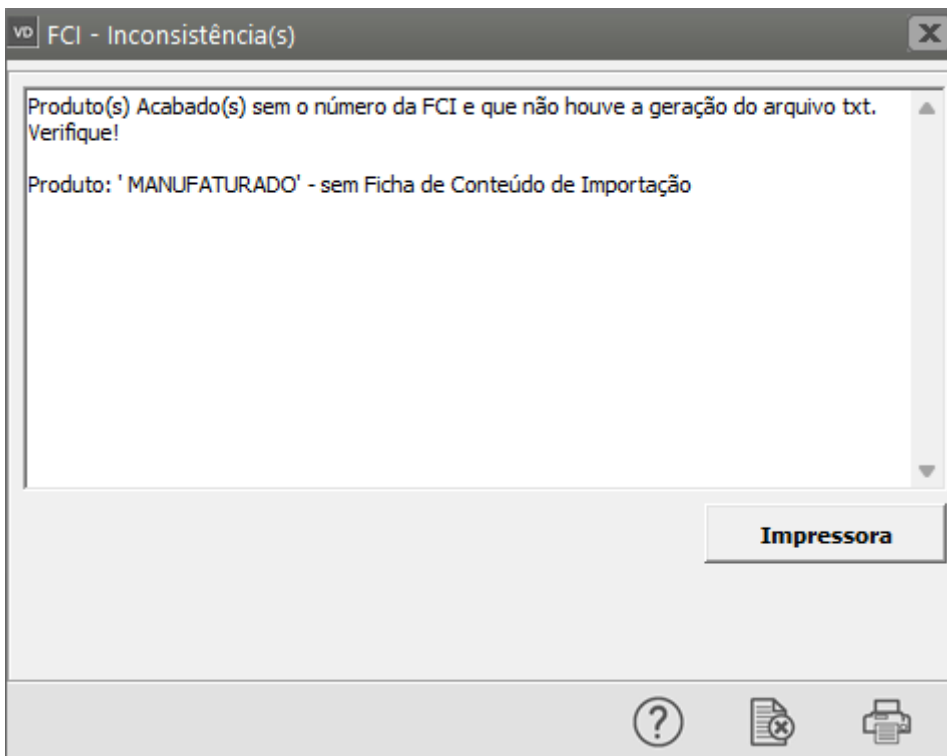 VD FCI - Inconsistência(s)
Produto(s) Acabado(s) sem o número da FCI e que não houve a geração do arquivo txt.
Verifique!
Produto: ' MANUFATURADO' - sem Ficha de Conteúdo de Importação
Impressora